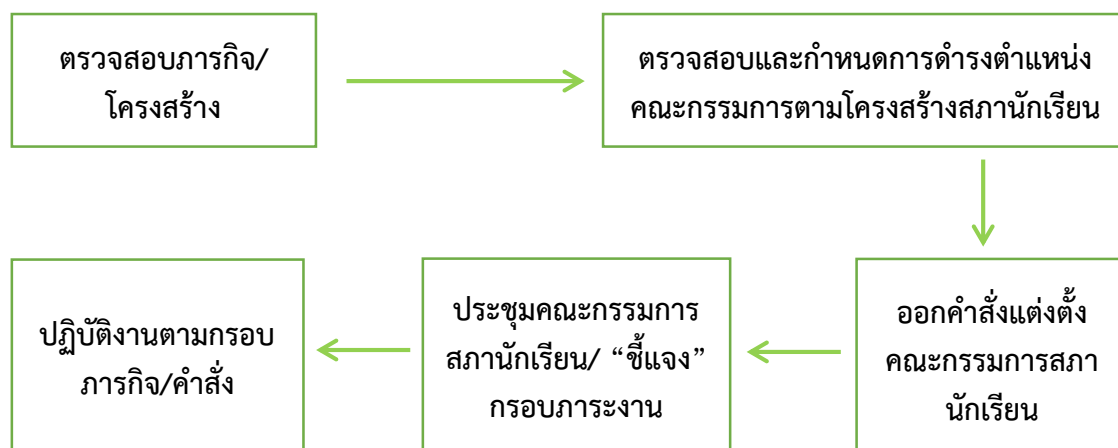 ตรวจสอบภารกิจ/
โครงสร้าง
ตรวจสอบและกำหนดการดำรงตำแหน่ง
คณะกรรมการตามโครงสร้างสภานักเรียน
ออกคำสั่งแต่งตั้ง
คณะกรรมการสภา
นักเรียน
ประชุมคณะกรรมการ
สภานักเรียน/ “ชี้แจง”
กรอบภาระงาน
ปฏิบัติงานตามกรอบ
ภารกิจ/คำสั่ง